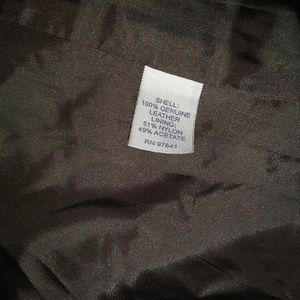 SHELL:
100% GENUINE
LEATHER
LINING:
51% NYLON
49% ACETATE
RN 97641